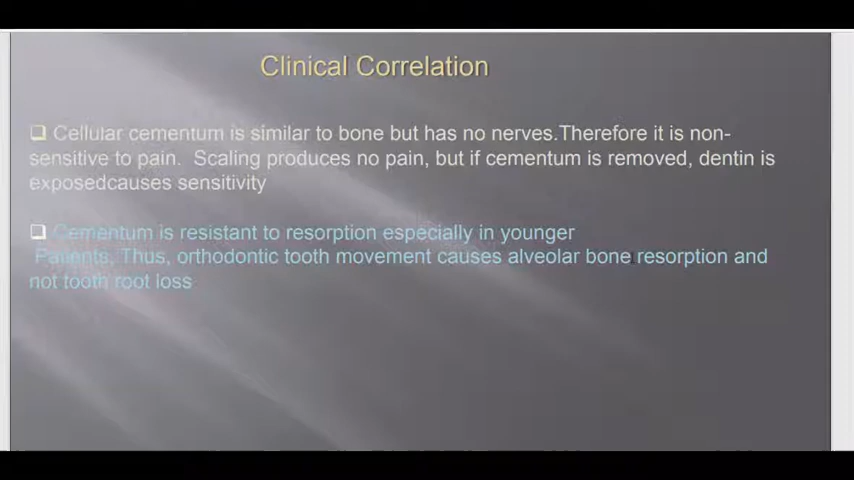 Clinical Correlation
❑ Cellular cementum is similar to bone but has no nerves.Therefore it is non-
sensitive to pain. Scaling produces no pain, but if cementum is removed, dentin is
exposedcauses sensitivity
❑ Cementum is resistant to resorption especially in younger
Patients, Thus, orthodontic tooth movement causes alveolar bone resorption and
not tooth root loss